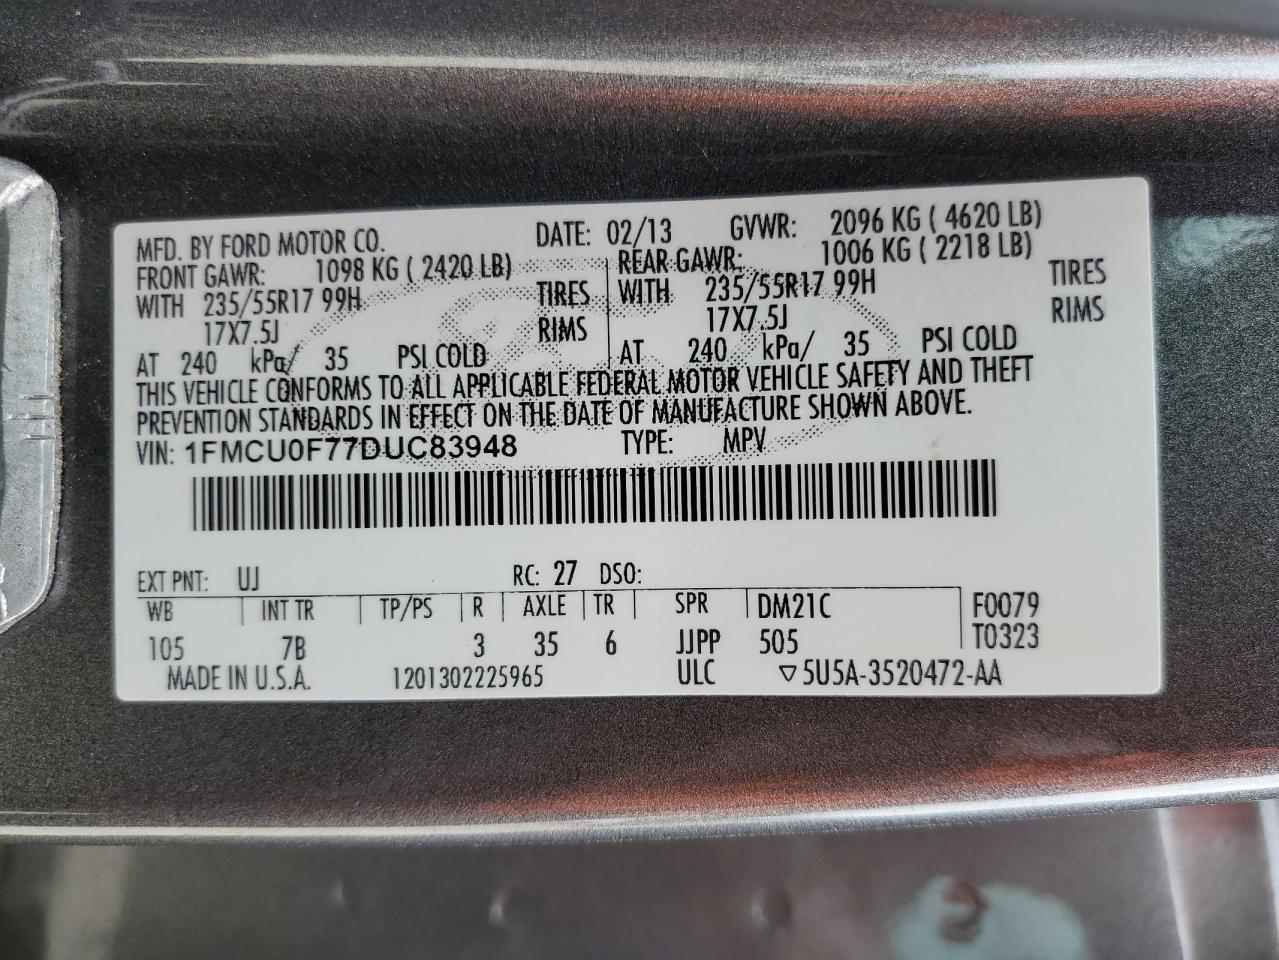 MFD. BY FORD MOTOR CO. DATE: 02/13 GVWR: 2096 KG ( 4620 LB)
FRONT GAWR: 1098 KG ( 2420 LB) REAR GAWR: 1006 KG ( 2218 LB)
WITH 235/55R17 99H TIRES WITH 235/55R17 99H TIRES
17X7.5J RIMS 17X7.5J RIMS
AT 240 kPa/ 35 PSI COLD AT 240 kPa/ 35 PSI COLD
THIS VEHICLE CONFORMS TO ALL APPLICABLE FEDERAL MOTOR VEHICLE SAFETY AND THEFT
PREVENTION STANDARDS IN EFFECT ON THE DATE OF MANUFACTURE SHOWN ABOVE.
VIN: 1FMCU0F77DUC83948 TYPE: MPV
EXT PNT: UJ RC: 27 DSO:
WB INT TR TP/PS R AXLE TR SPR DM21C F0079
105 7B 3 35 6 JJPP 505 T0323
MADE IN U.S.A. 1201302225965 ULC ▽5U5A-3520472-AA